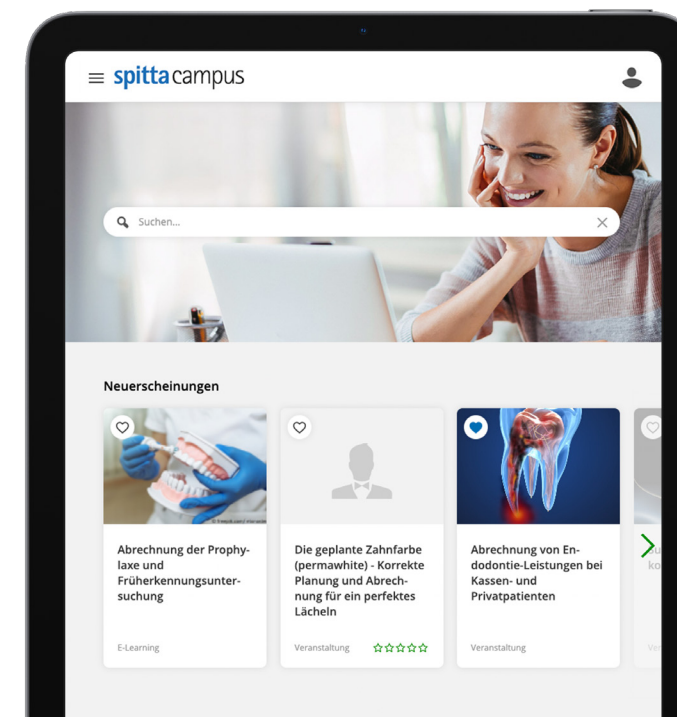 spitta campus
Suchen...
Neuerscheinungen
Abrechnung der Prophy-
laxe und
Früherkennungsunter-
suchung
E-Learning
Die geplante Zahnfarbe
(permawhite) - Korrekte
Planung und Abrech-
nung für ein perfektes
Lächeln
Veranstaltung
Abrechnung von En-
dodontie-Leistungen bei
Kassen- und
Privatpatienten
Veranstaltung